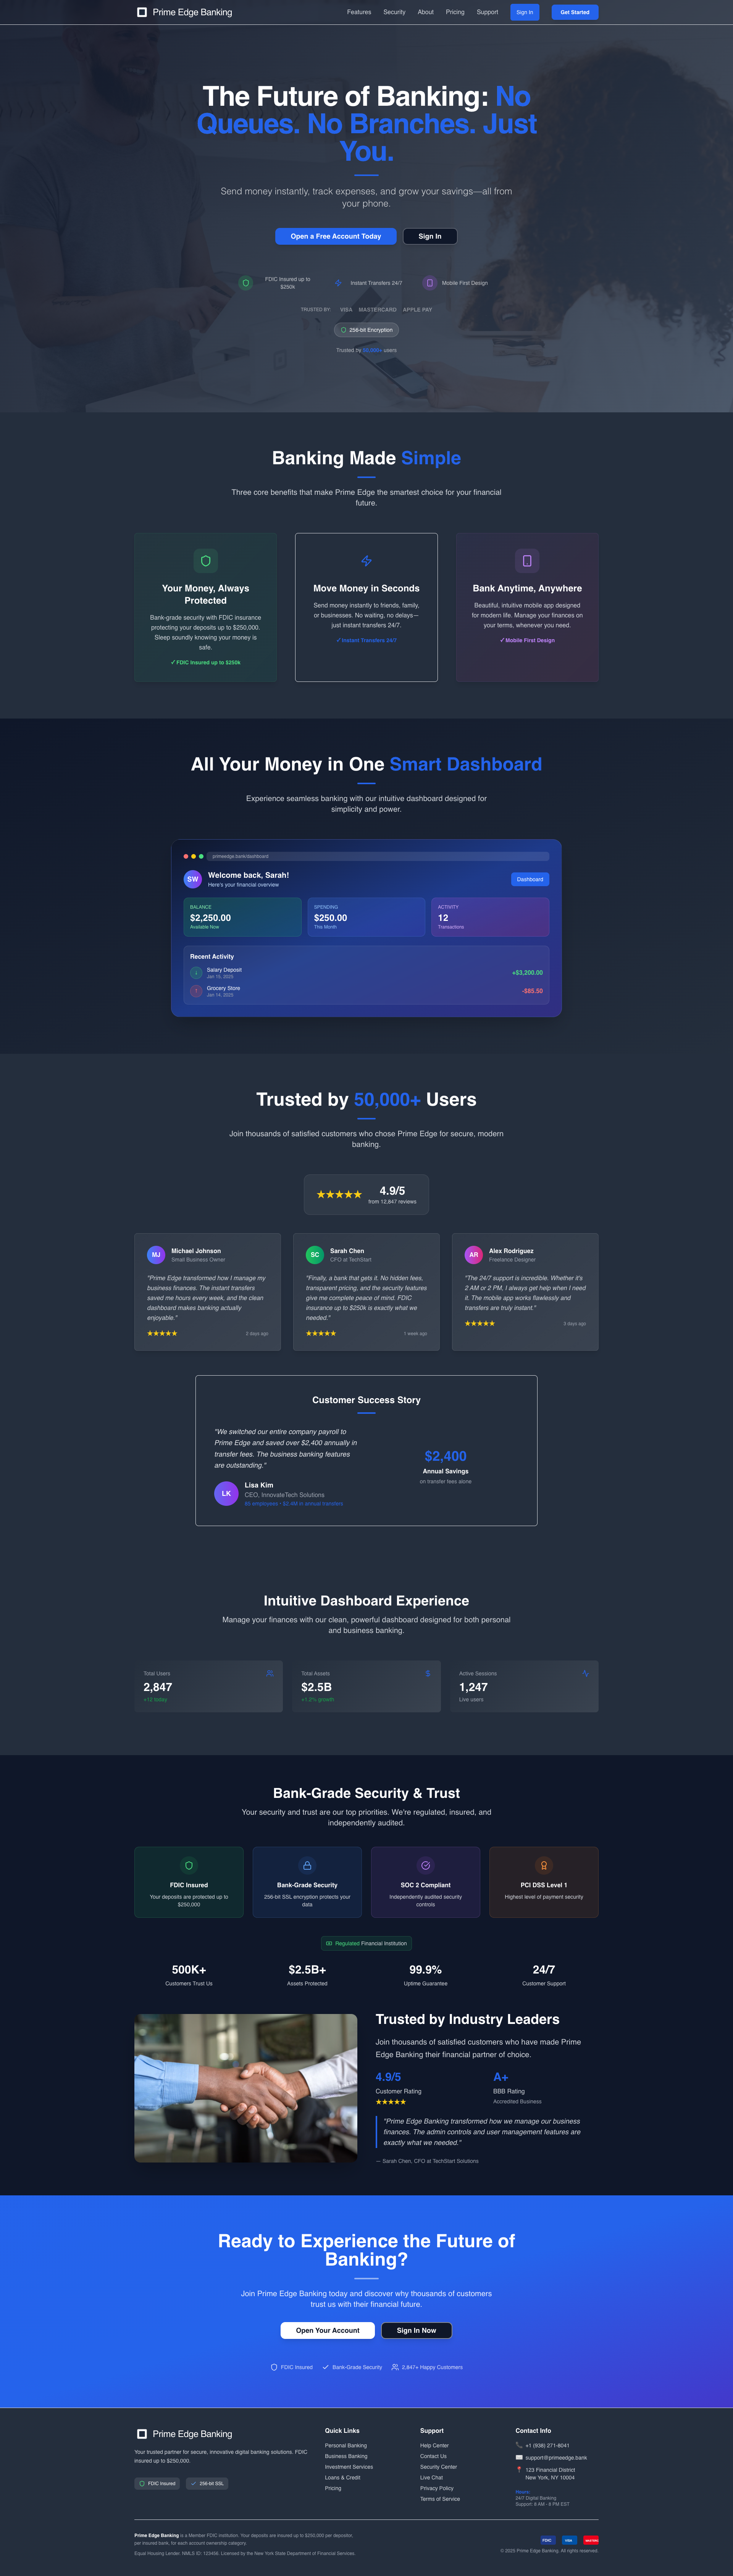 Prime Edge Banking
Features
Security
About
Pricing
Support
Sign In
Get Started
The Future of Banking: No
Queues. No Branches. Just
You.
Send money instantly, track expenses, and grow your savings—all from
your phone.
Open a Free Account Today
Sign In
FDIC Insured up to
$250k
Instant Transfers 24/7
Mobile First Design
TRUSTED BY
VISA
MASTERCARD
APPLE PAY
256-bit Encryption
Trusted by 50,000+ users
Banking Made Simple
Three core benefits that make Prime Edge the smartest choice for your financial
future.
Your Money, Always
Protected
Bank-grade security with FDIC insurance
protecting your deposits up to $250,000.
Sleep soundly knowing your money is
safe.
✓ FDIC Insured up to $250k
Move Money in Seconds
Send money instantly to friends, family,
or businesses. No waiting, no delays—
just instant transfers 24/7.
✓ Instant Transfers 24/7
Bank Anytime, Anywhere
Beautiful, intuitive mobile app designed
for modern life. Manage your finances on
your terms, whenever you need.
✓ Mobile First Design
All Your Money in One Smart Dashboard
Experience seamless banking with our intuitive dashboard designed for
simplicity and power.
primeedge.bank/dashboard
SW
Welcome back, Sarah!
Here's your financial overview
Dashboard
BALANCE
$2,250.00
Available Now
SPENDING
$250.00
This Month
ACTIVITY
12
Transactions
Recent Activity
Salary Deposit
Jan 15, 2025
+$3,200.00
Grocery Store
Jan 14, 2025
-$85.50
Trusted by 50,000+ Users
Join thousands of satisfied customers who chose Prime Edge for secure, modern
banking.
★★★★★
4.9/5
from 12,847 reviews
MJ
Michael Johnson
Small Business Owner
"Prime Edge transformed how I manage my
business finances. The instant transfers
saved me hours every week, and the clean
dashboard makes banking actually
enjoyable."
★★★★★
2 days ago
SC
Sarah Chen
CFO at TechStart
"Finally, a bank that gets it. No hidden fees,
transparent pricing, and the security features
give me complete peace of mind. FDIC
insurance up to $250k is exactly what we
needed."
★★★★★
1 week ago
AR
Alex Rodriguez
Freelance Designer
"The 24/7 support is incredible. Whether it's
2 AM or 2 PM, I always get help when I need
it. The mobile app works flawlessly and
transfers are truly instant."
★★★★★
3 days ago
Customer Success Story
"We switched our entire company payroll to
Prime Edge and saved over $2,400 annually in
transfer fees. The business banking features
are outstanding."
LK
Lisa Kim
CEO, InnovateTech Solutions
$2,400
Annual Savings
on transfer fees alone
Intuitive Dashboard Experience
Manage your finances with our clean, powerful dashboard designed for both personal
and business banking.
Total Users
2,847
+12 today
Total Assets
$2.5B
+1.2% growth
Active Sessions
1,247
Live users
Bank-Grade Security & Trust
Your security and trust are our top priorities. We're regulated, insured, and
independently audited.
FDIC Insured
Your deposits are protected up to
$250,000
Bank-Grade Security
256-bit SSL encryption protects your
data
SOC 2 Compliant
Independently audited security
controls
PCI DSS Level 1
Highest level of payment security
Regulated Financial Institution
500K+
Customers Trust Us
$2.5B+
Assets Protected
99.9%
Uptime Guarantee
24/7
Customer Support
Trusted by Industry Leaders
Join thousands of satisfied customers who have made Prime
Edge Banking their financial partner of choice.
4.9/5
Customer Rating
★★★★★
A+
BBB Rating
Accredited Business
"Prime Edge Banking transformed how we manage our business
finances. The admin controls and user management features are
exactly what we needed."
— Sarah Chen, CFO at TechStart Solutions
Ready to Experience the Future of
Banking?
Join Prime Edge Banking today and discover why thousands of customers
trust us with their financial future.
Open Your Account
Sign In Now
FDIC Insured
Bank-Grade Security
2,847+ Happy Customers
Prime Edge Banking
Your trusted partner for secure, innovative digital banking solutions. FDIC
insured up to $250,000.
FDIC Insured
256-bit SSL
Quick Links
Personal Banking
Business Banking
Investment Services
Loans & Credit
Pricing
Support
Help Center
Contact Us
Security Center
Live Chat
Privacy Policy
Terms of Service
Contact Info
+1 (938) 271-8041
support@primeedge.bank
123 Financial District
New York, NY 10004
Hours:
24/7 Digital Banking
Support: 8 AM - 8 PM EST
Prime Edge Banking is a Member FDIC institution. Your deposits are insured up to $250,000 per depositor,
per insured bank, for each account ownership category.
Equal Housing Lender. NMLS ID: 123456. Licensed by the New York State Department of Financial Services.
FDIC
VISA
© 2025 Prime Edge Banking. All rights reserved.